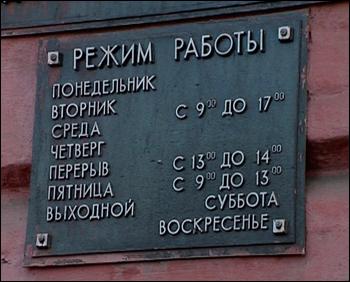 РЕЖИМ РАБОТЫ
ПОНЕДЕЛЬНИК
ВТОРНИК С 9⁰⁰ ДО 17⁰⁰
СРЕДА
ЧЕТВЕРГ
ПЕРЕРЫВ С 13⁰⁰ ДО 14⁰⁰
ПЯТНИЦА С 9⁰⁰ ДО 13⁰⁰
ВЫХОДНОЙ СУББОТА
ВОСКРЕСЕНЬЕ